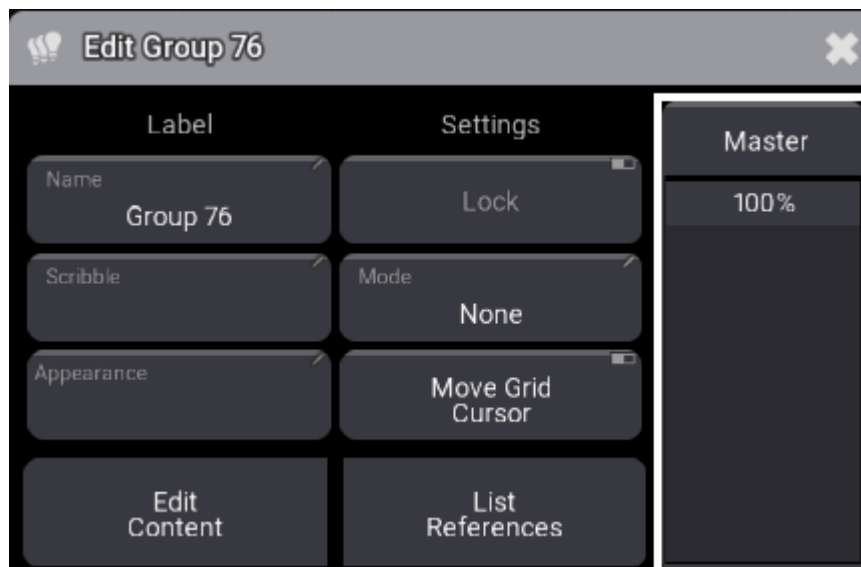 Edit Group 76
Label
Settings
Master
Name
Group 76
Lock
100%
Scribble
Mode
None
Appearance
Move Grid
Cursor
Edit
Content
List
References